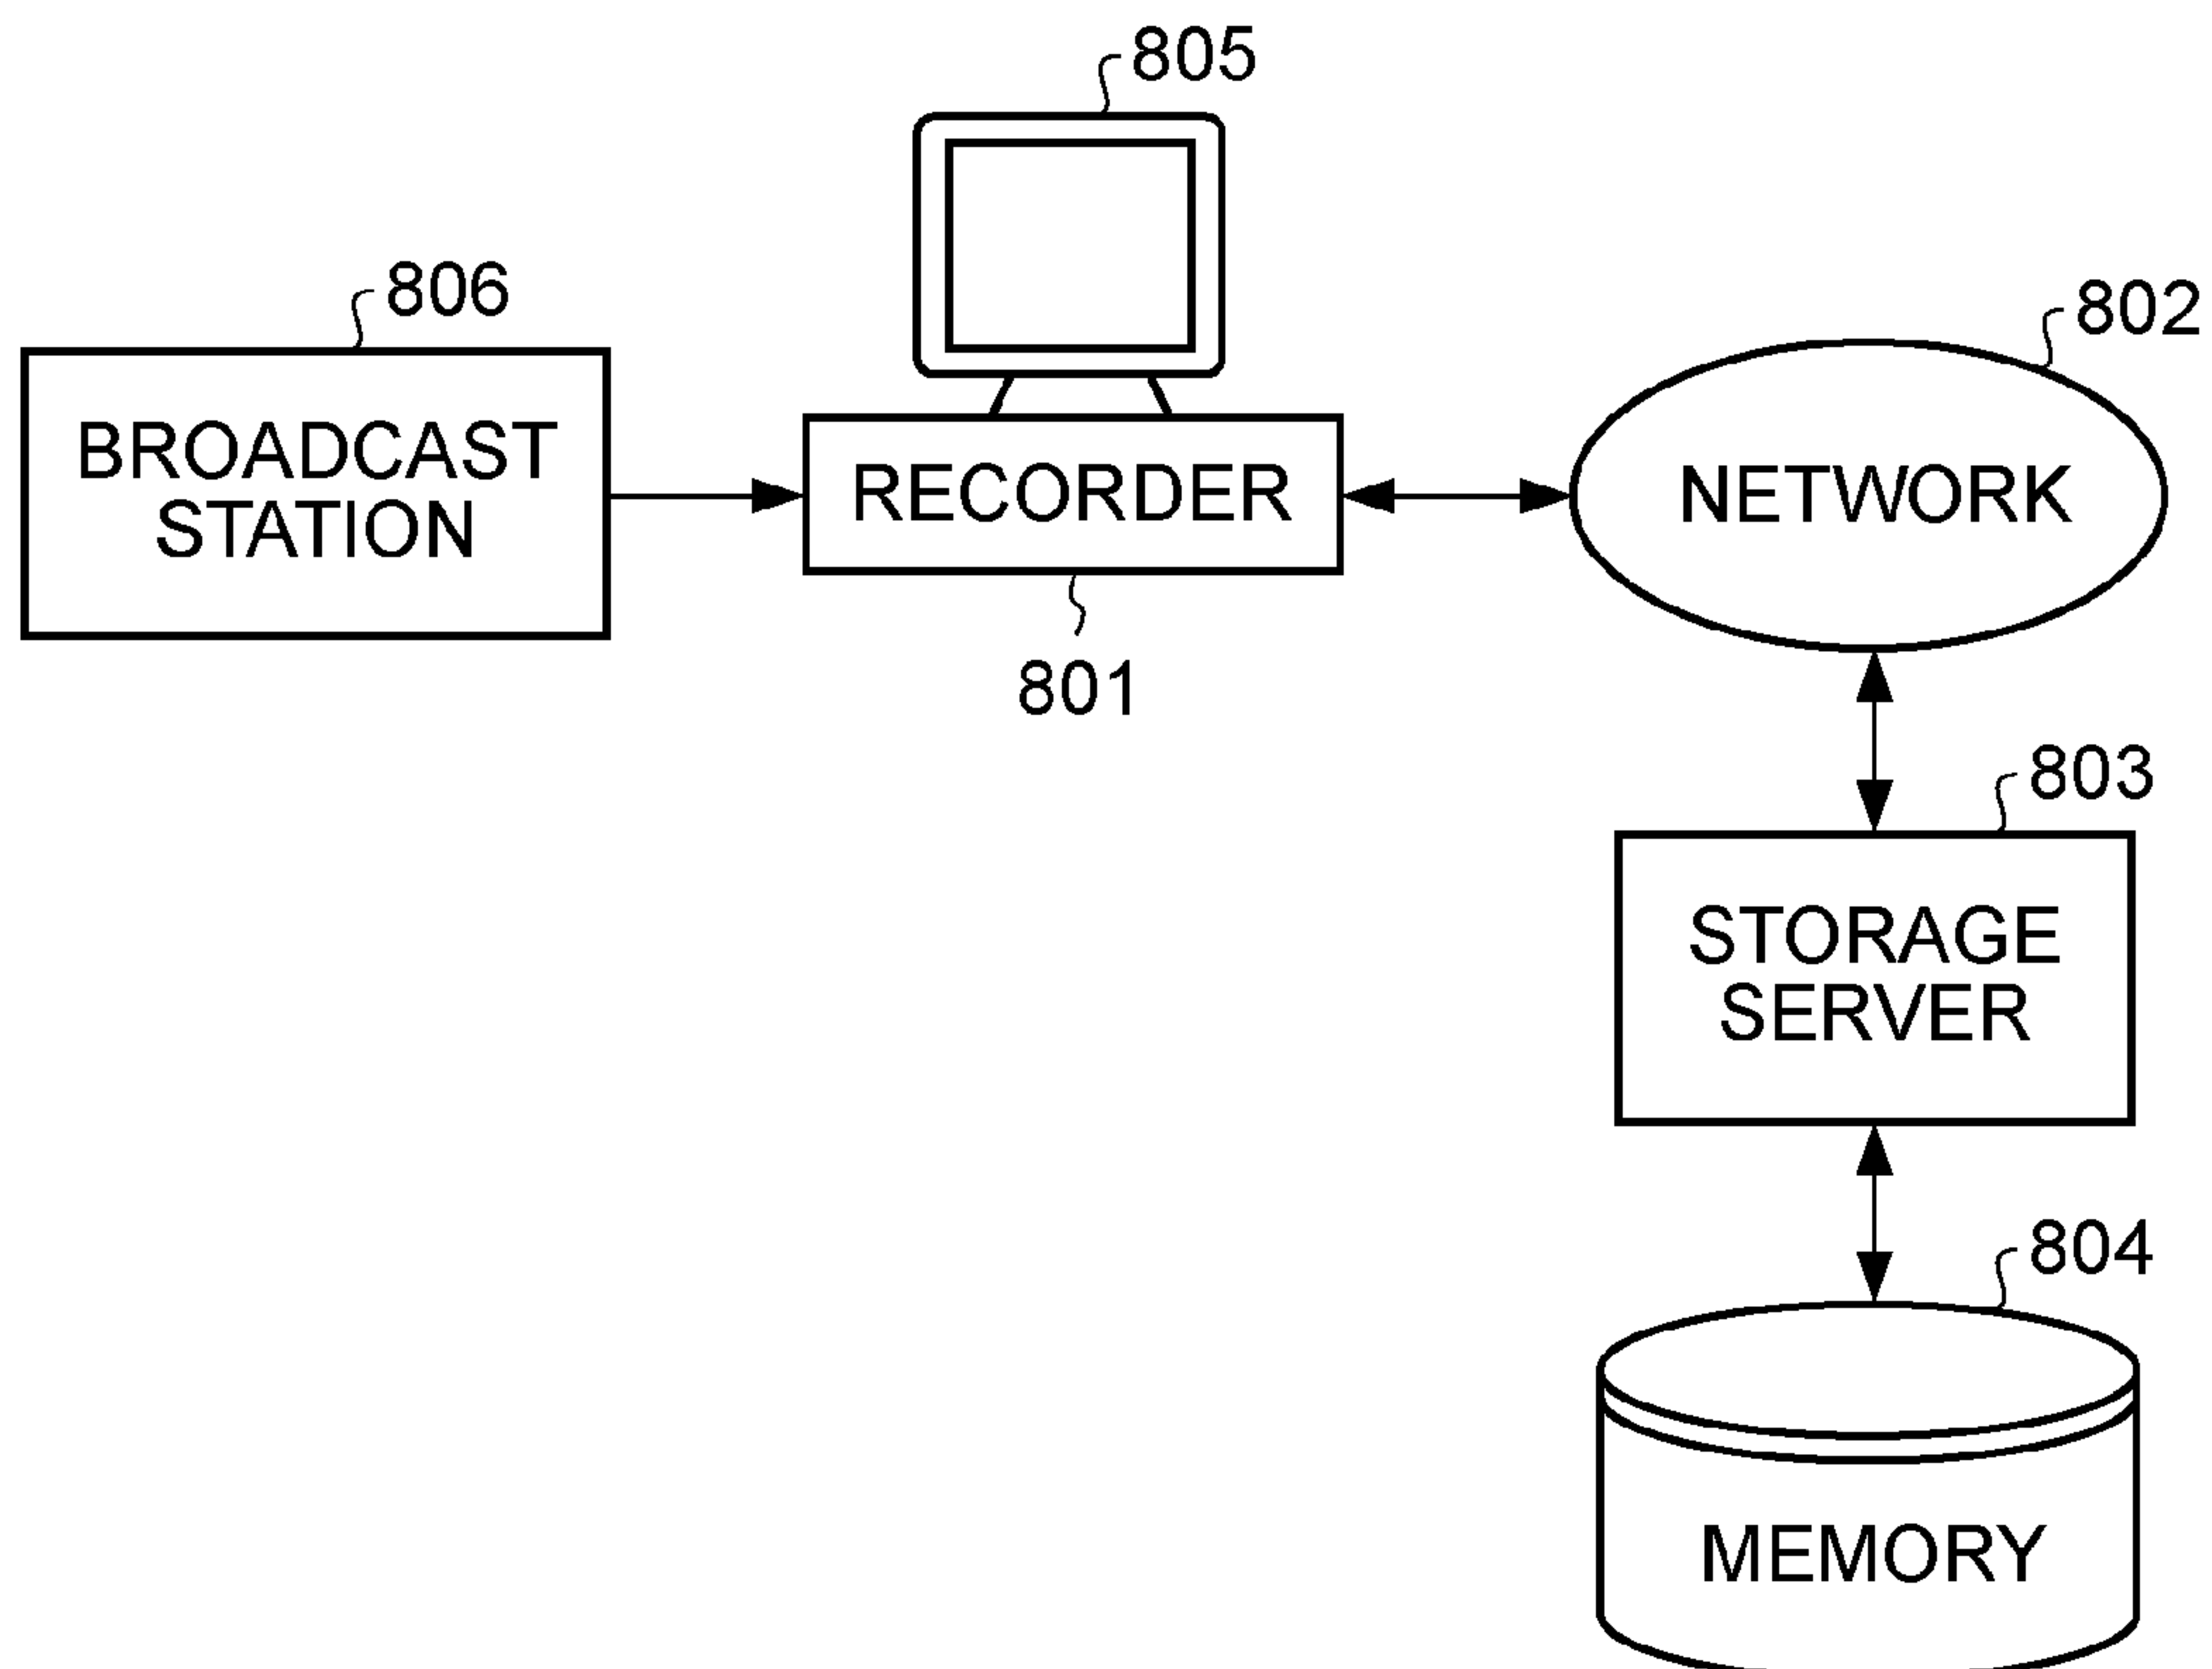 805
806
802
BROADCAST
STATION
RECORDER
NETWORK
801
803
STORAGE
SERVER
804
MEMORY